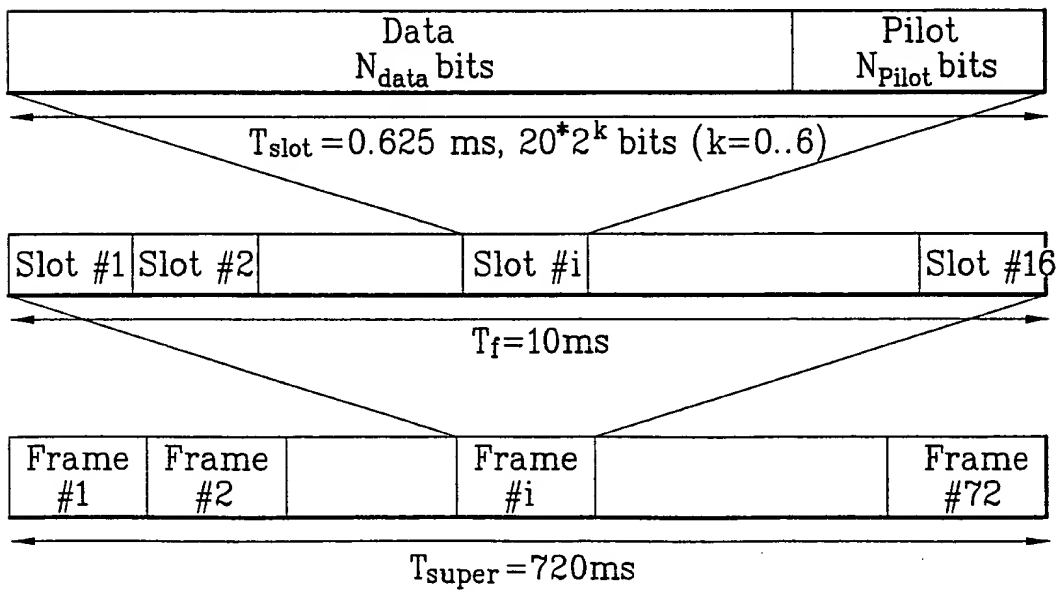 Data
N_data bits
Pilot
N_Pilot bits
T_slot=0.625 ms, 20*2^k bits (k=0..6)
Slot #1 Slot #2 Slot #i Slot #16
T_f=10ms
Frame #1 Frame #2 Frame #i Frame #72
T_super=720ms